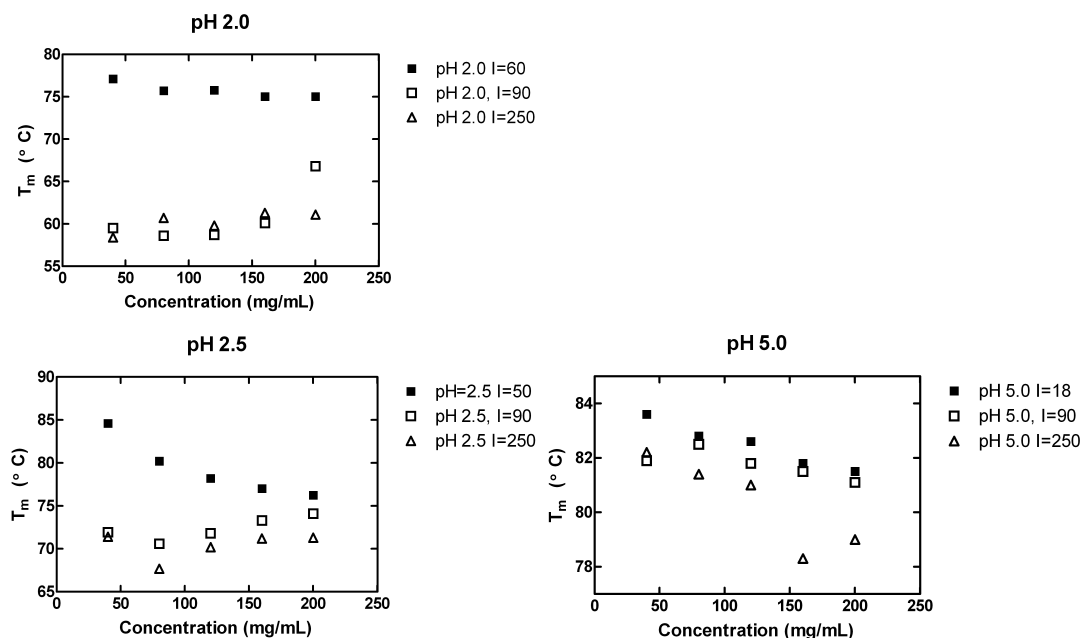 pH 2.0
80
75
70
65
60
55
T_m (° C)
0 50 100 150 200 250
Concentration (mg/mL)
pH 2.0 I=60
pH 2.0, I=90
pH 2.0 I=250
pH 2.5
90
85
80
75
70
65
T_m (° C)
0 50 100 150 200 250
Concentration (mg/mL)
pH=2.5 I=50
pH 2.5, I=90
pH 2.5 I=250
pH 5.0
84
82
80
78
T_m (° C)
0 50 100 150 200 250
Concentration (mg/mL)
pH 5.0 I=18
pH 5.0, I=90
pH 5.0 I=250